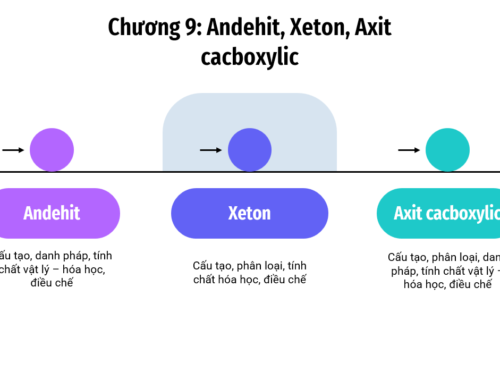 Chương 9: Andehit, Xeton, Axit
cacboxylic
Andehit
Xeton
Axit cacboxylic
tạo, danh pháp, tính
chất vật lý – hóa học,
điều chế
Cấu tạo, phân loại, tính
chất hóa học, điều chế
Cấu tạo, phân loại,
pháp, tính chất vật lý –
hóa học, điều chế